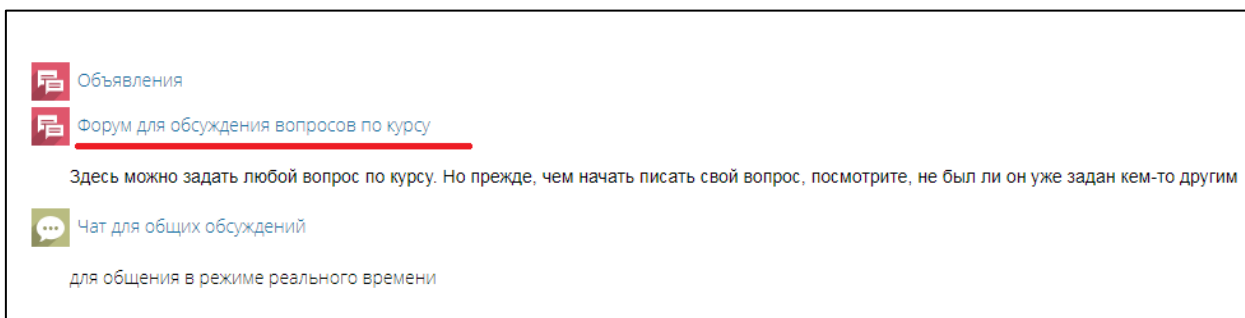 Объявления
Форум для обсуждения вопросов по курсу
Здесь можно задать любой вопрос по курсу. Но прежде, чем начать писать свой вопрос, посмотрите, не был ли он уже задан кем-то другим
Чат для общих обсуждений
для общения в режиме реального времени